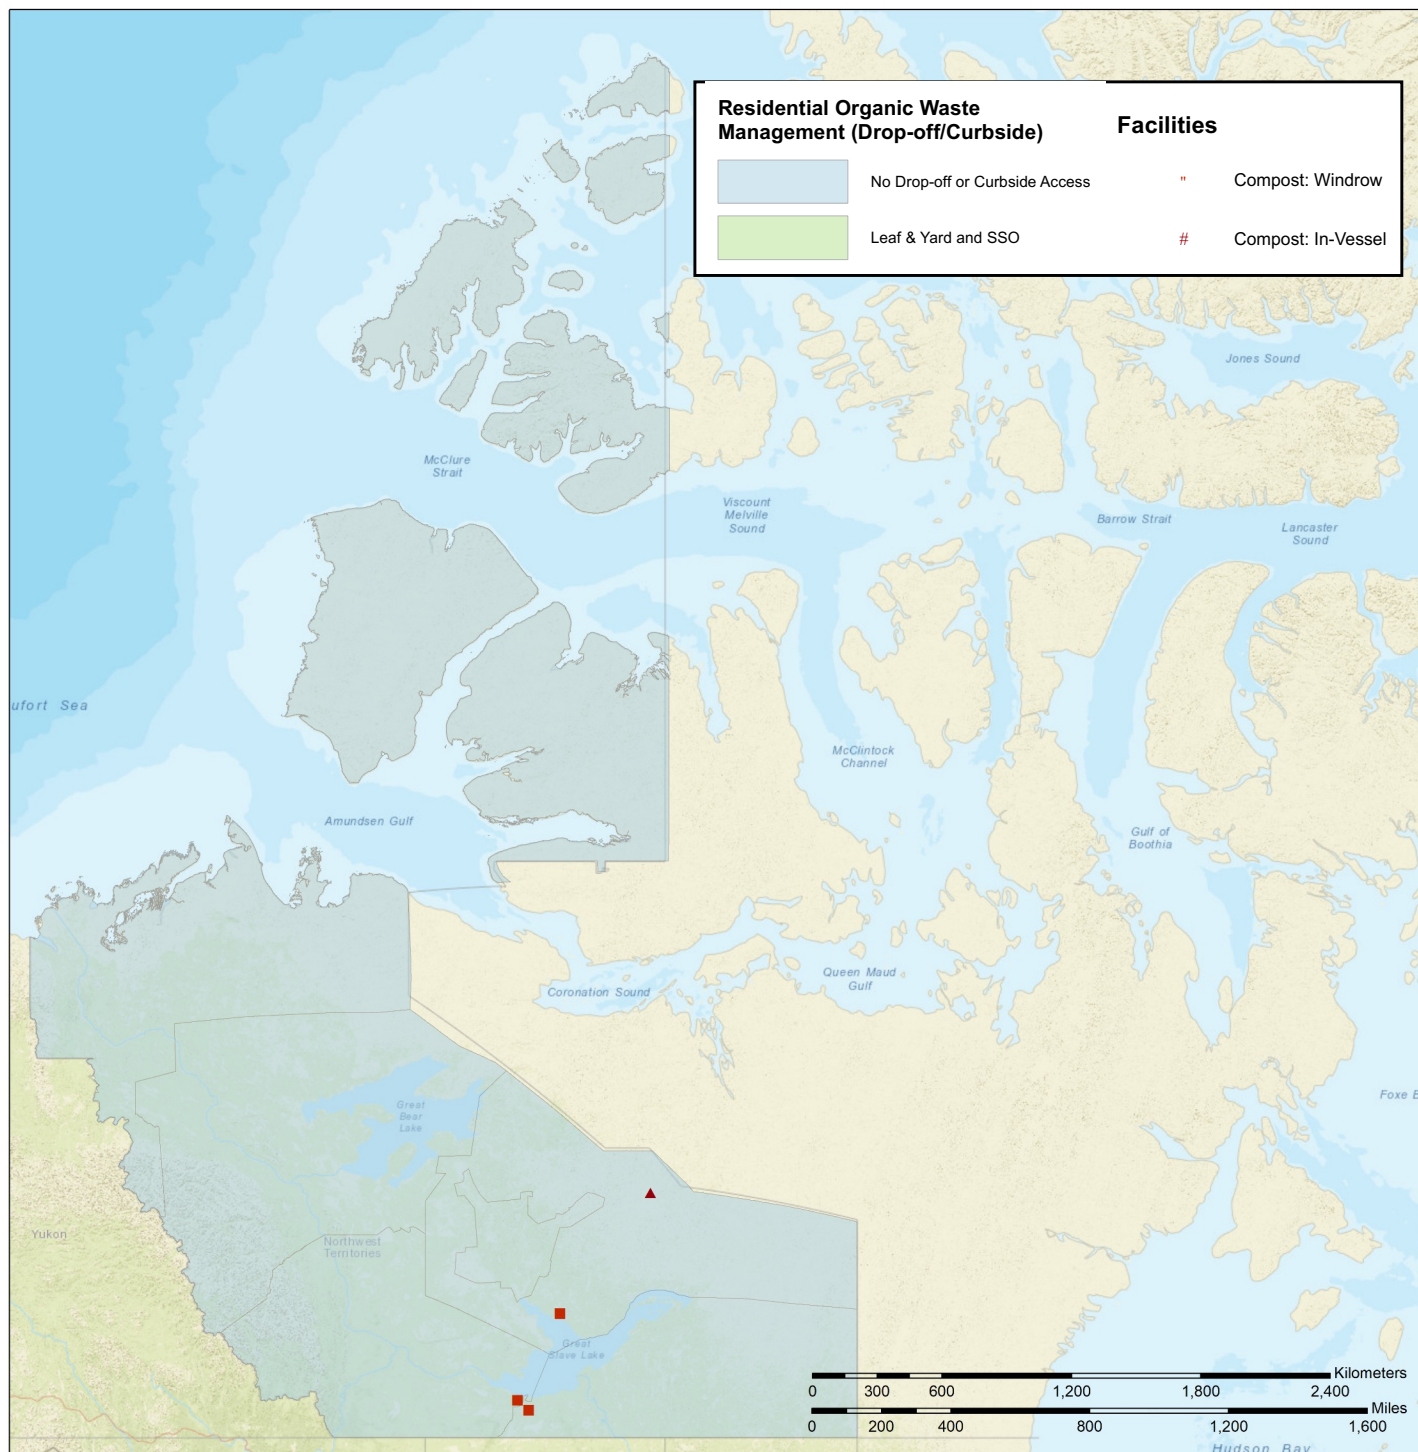 Residential Organic Waste
Management (Drop-off/Curbside)
No Drop-off or Curbside Access
Leaf & Yard and SSO
Facilities
" Compost: Windrow
# Compost: In-Vessel
Jones Sound
McClure
Strait
Viscount
Melville
Sound
Barrow Strait
Lancaster
Sound
ufort Sea
McClintock
Channel
Amundsen Gulf
Gulf of
Boothia
Queen Maud
Gulf
Coronation Sound
Great
Bear
Lake
Foxe B
Yukon
Northwest
Territories
Great
Slave Lake
Kilometers
0 300 600 1,200 1,800 2,400
Miles
0 200 400 800 1,200 1,600
Hudson Bay